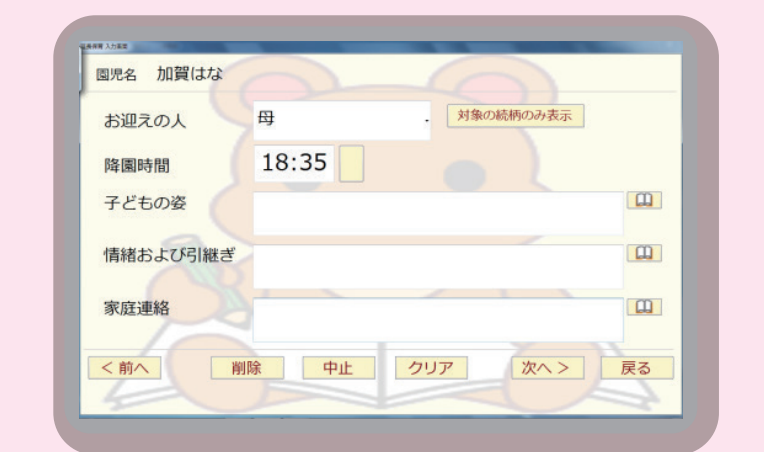 園児名 加賀はな
お迎えの人 母 対象の続柄のみ表示
降園時間 18:35
子どもの姿
情緒および引継ぎ
家庭連絡
< 前へ 削除 中止 クリア 次へ > 戻る